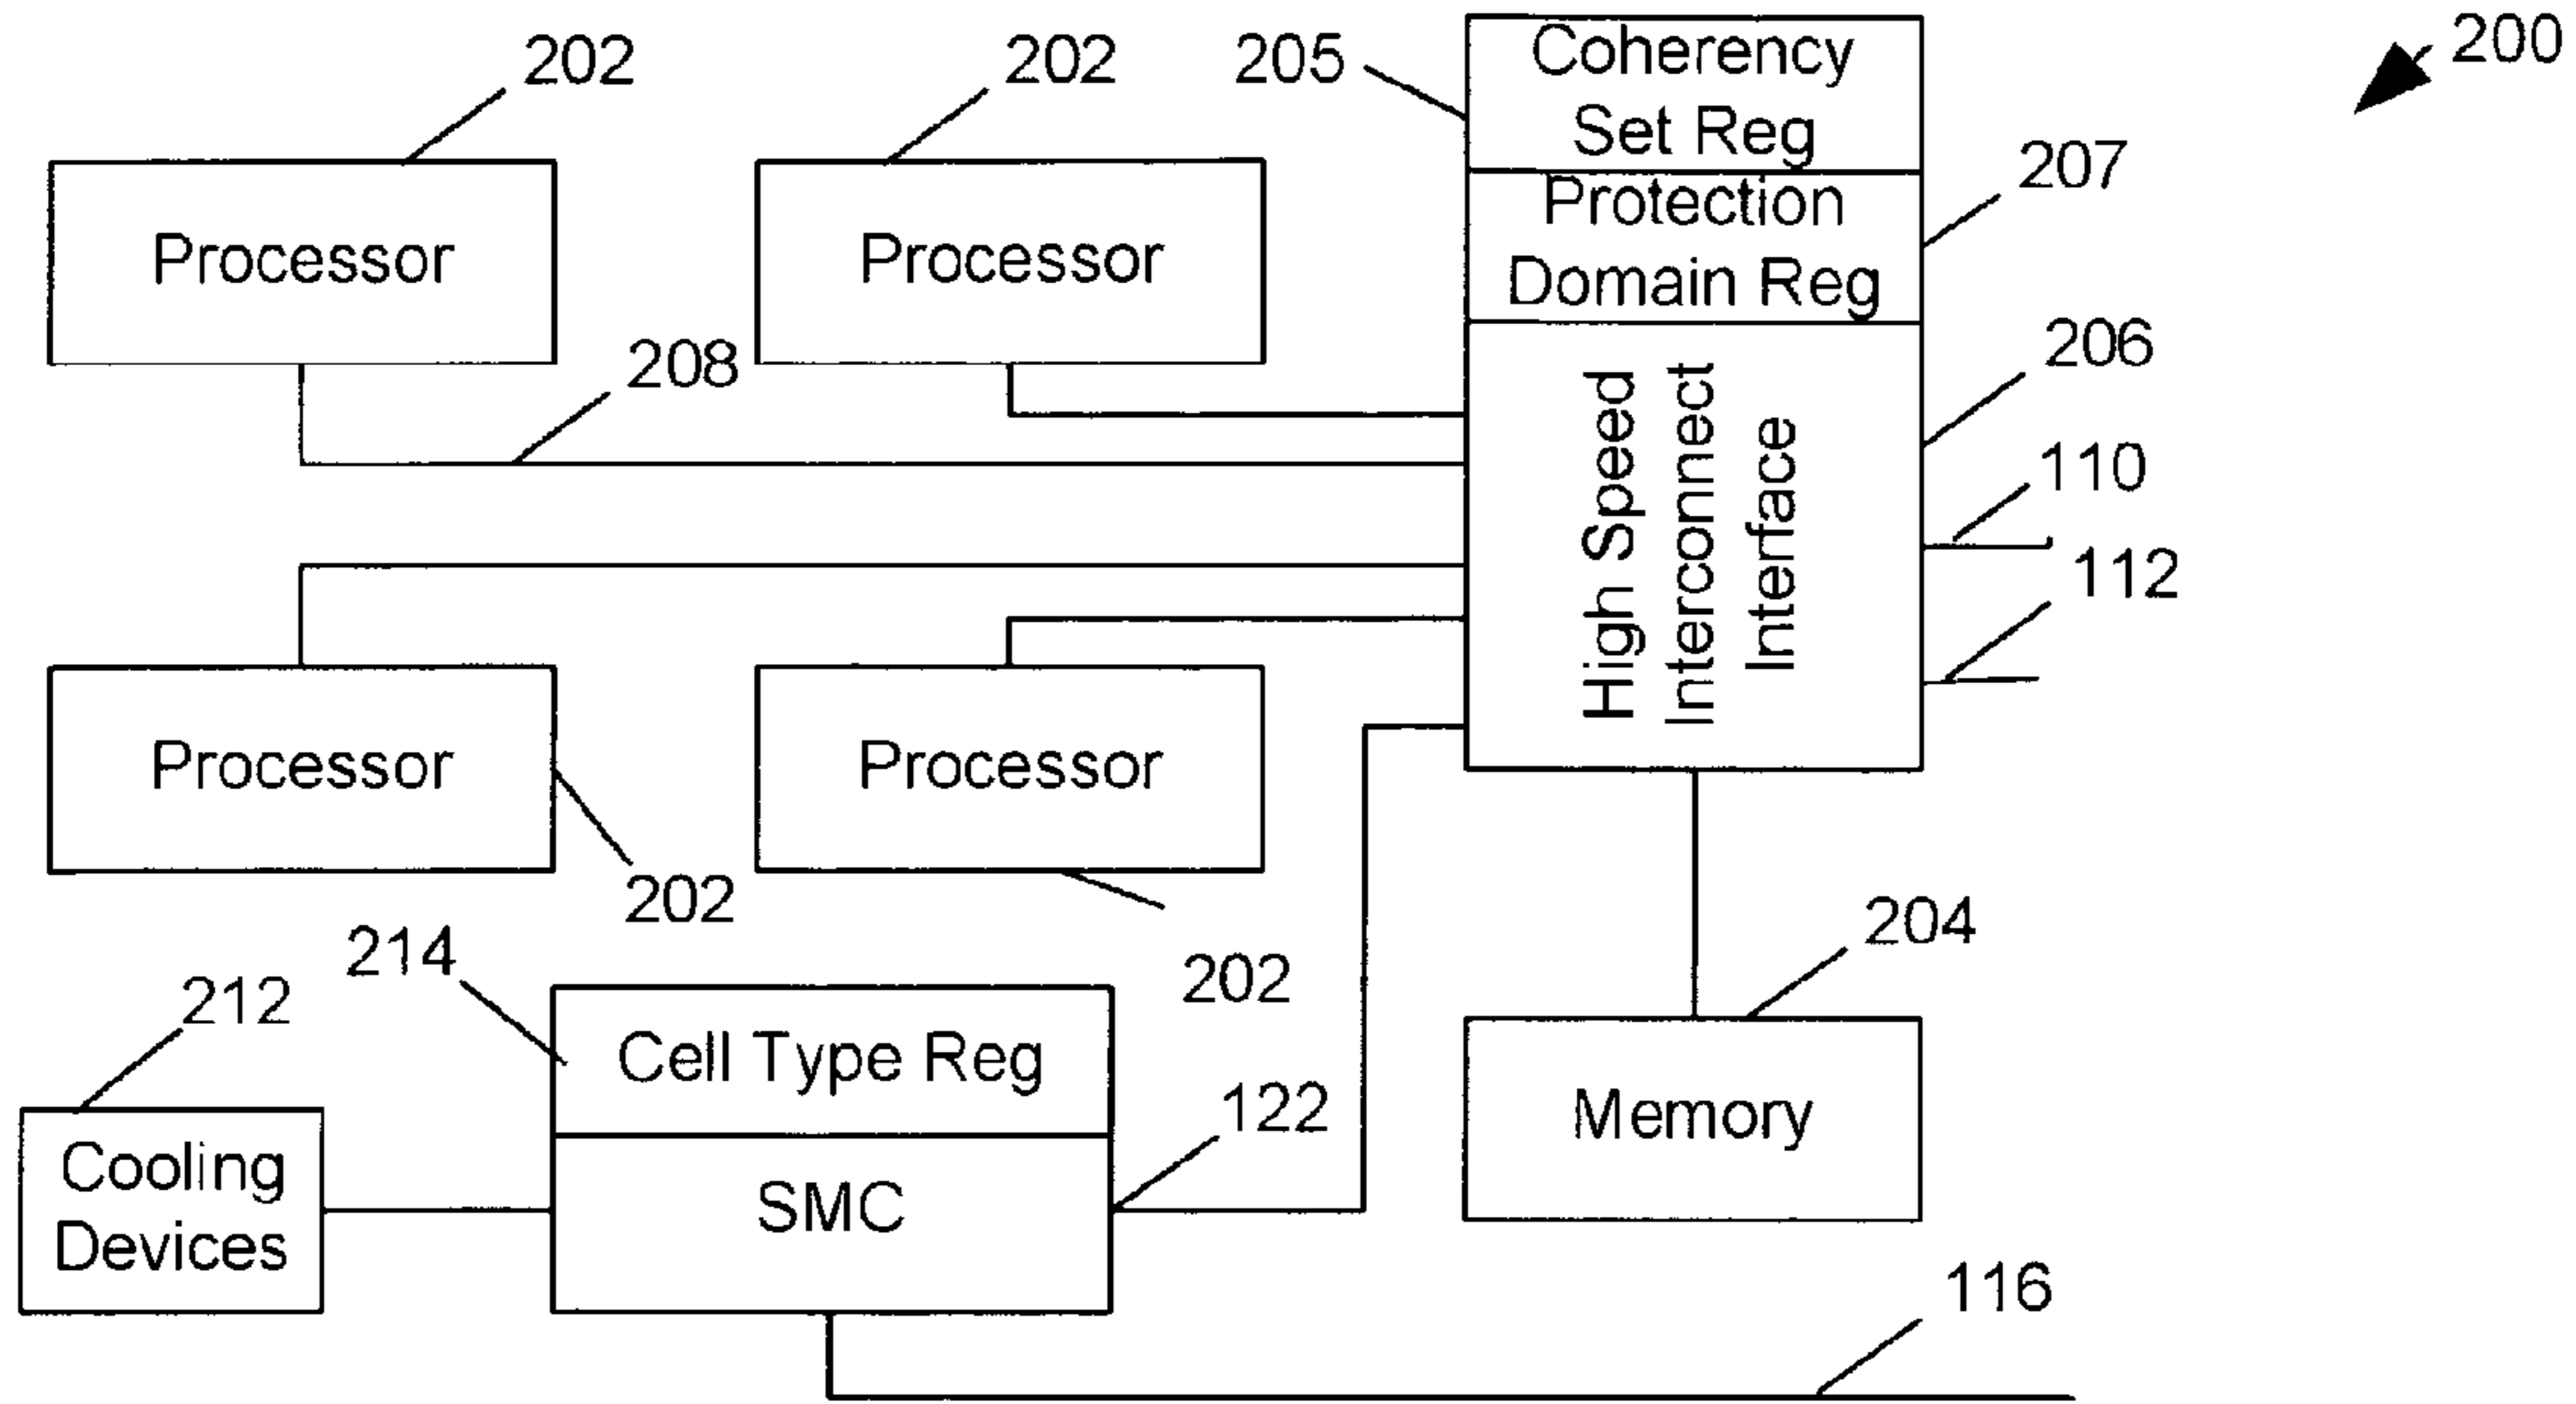 202
202
205
Coherency
Set Reg
200
Processor
Processor
Protection
Domain Reg
207
208
High Speed
Interconnect
Interface
206
110
112
Processor
Processor
202
202
214
212
Cell Type Reg
204
Cooling
Devices
SMC
122
Memory
116